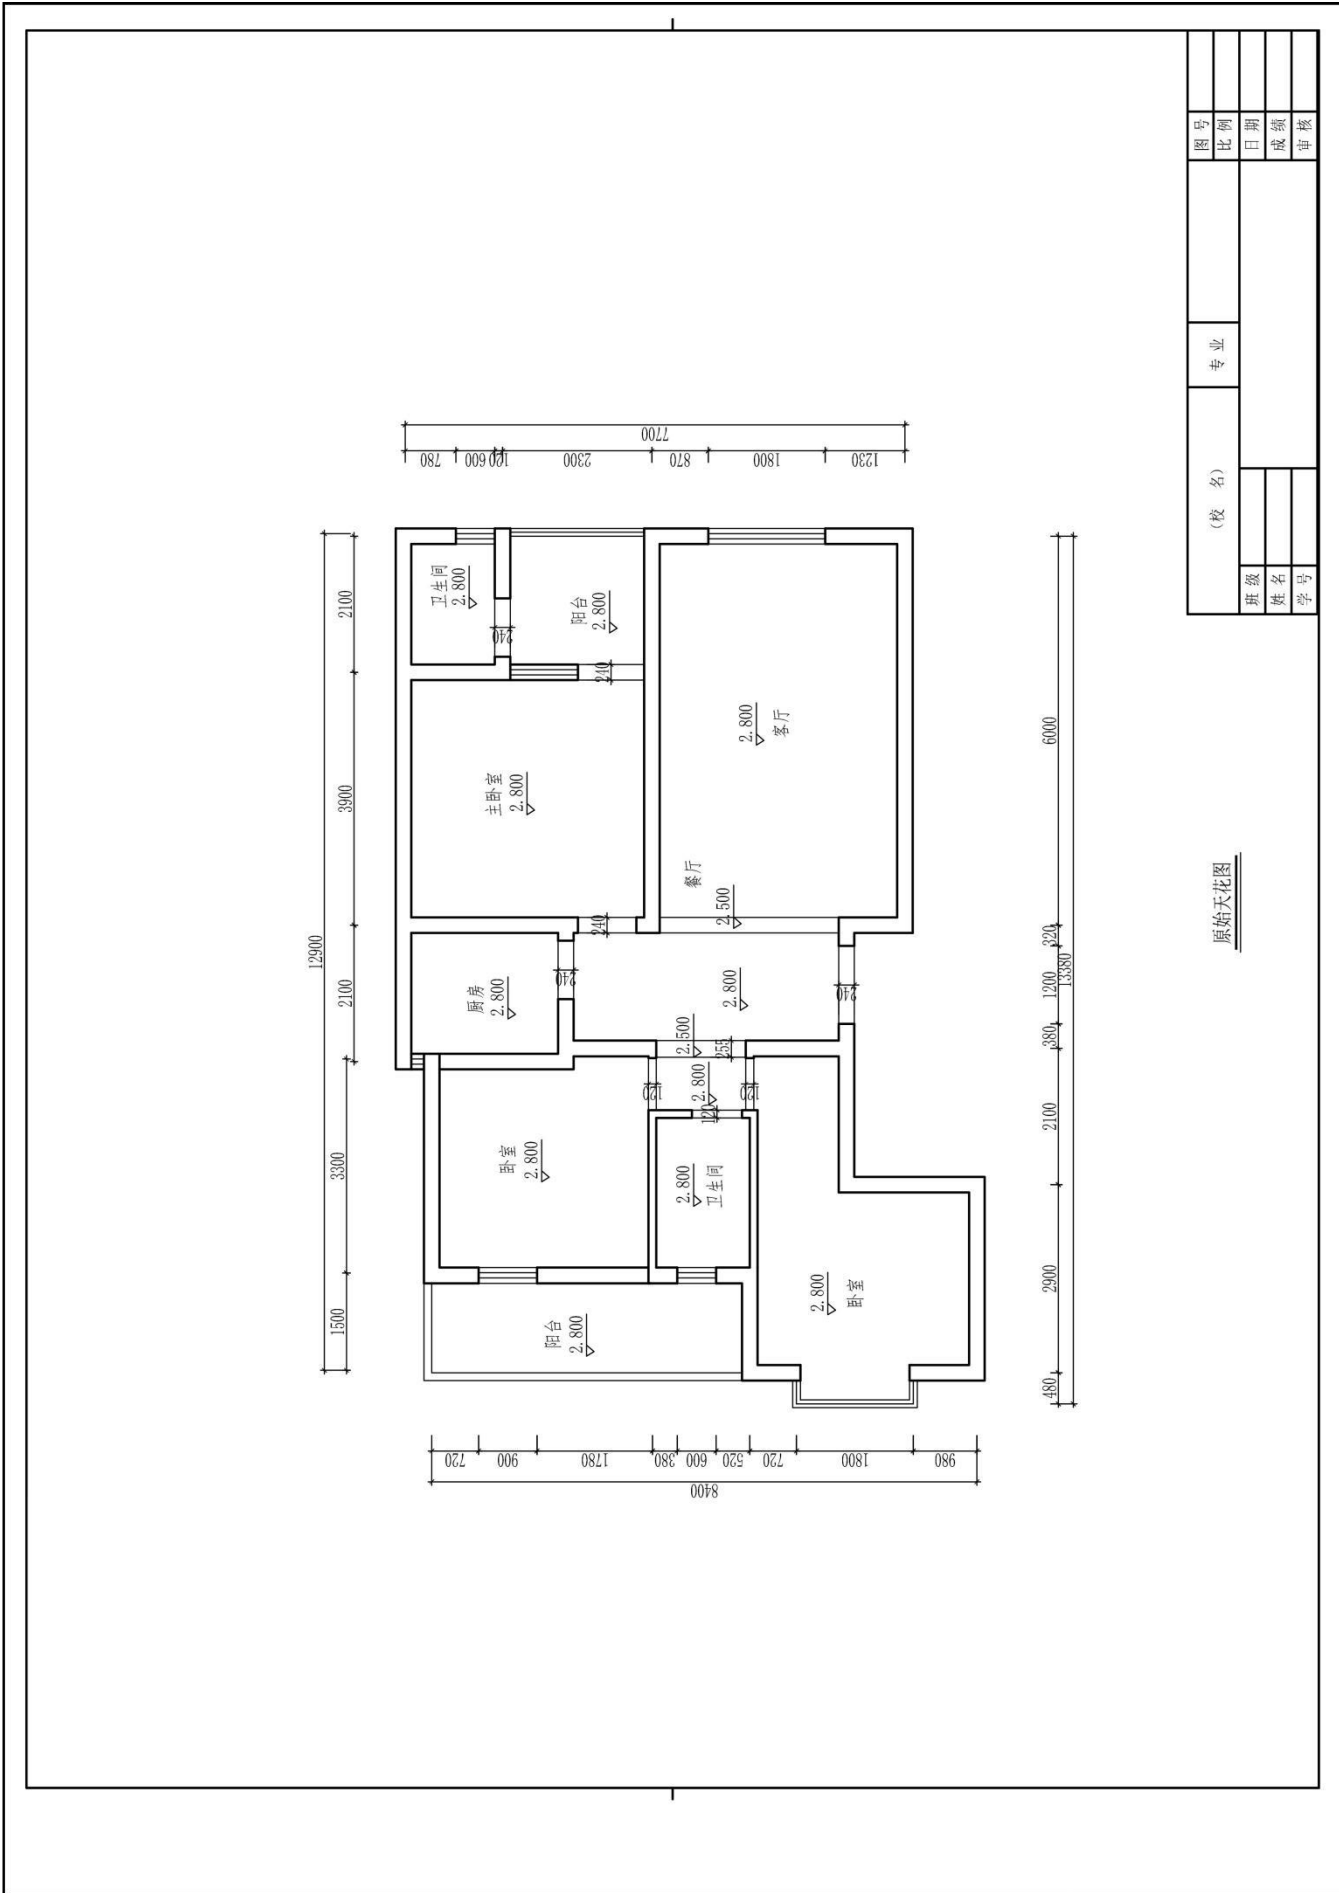 图号
比例
日期
成绩
审核
专业
(校 名)
班级
姓名
学号
7700
780
600
120
2300
870
1800
1230
12900
2100
3900
2100
3300
1500
卫生间
2.800
240
阳台
2.800
240
主卧室
2.800
2.800
客厅
餐厅
2.500
240
厨房
2.800
240
2.800
240
2.500
255
2.800
120
120
120
卧室
2.800
2.800
卫生间
2.800
卧室
阳台
2.800
6000
320
1200
380
13380
2100
2900
480
720
900
1780
380
600
520
720
1800
980
8400
原始天花图